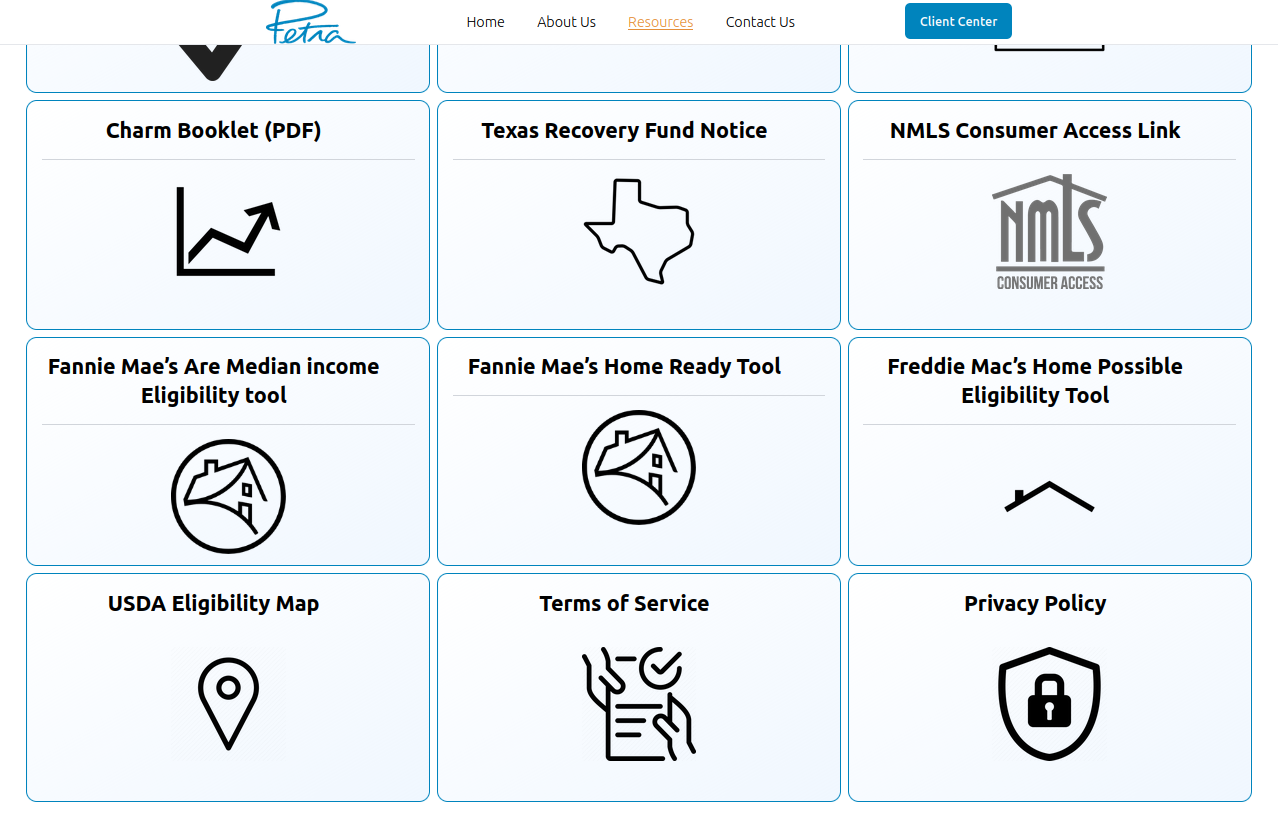 Petra
Home About Us Resources Contact Us Client Center
Charm Booklet (PDF)
Texas Recovery Fund Notice
NMLS Consumer Access Link
NMLS
CONSUMER ACCESS
Fannie Mae’s Are Median income
Eligibility tool
Fannie Mae’s Home Ready Tool
Freddie Mac’s Home Possible
Eligibility Tool
USDA Eligibility Map
Terms of Service
Privacy Policy